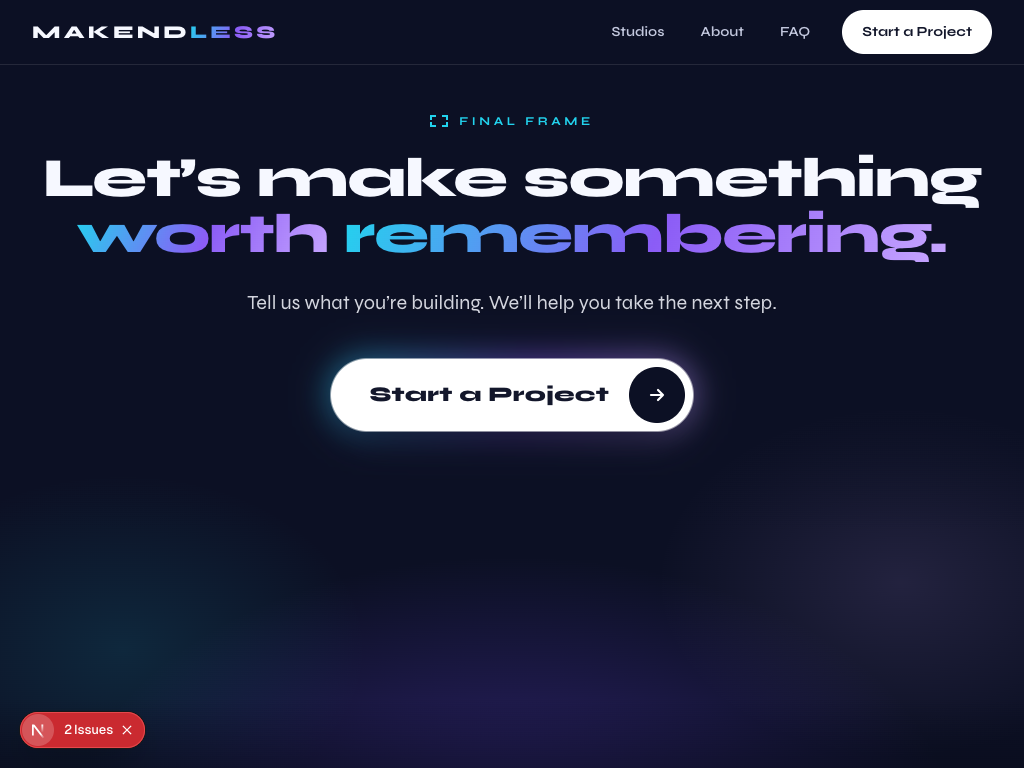 MAKENDLESS
Studios
About
FAQ
Start a Project
FINAL FRAME
Let’s make something
worth remembering.
Tell us what you’re building. We’ll help you take the next step.
Start a Project
N
2 Issues